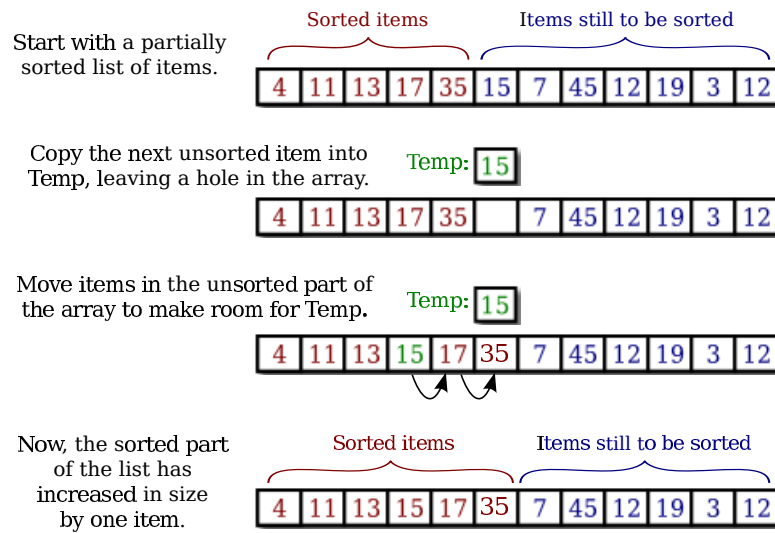 Sorted items
Items still to be sorted
Start with a partially
sorted list of items.
4 11 13 17 35 15 7 45 12 19 3 12
Copy the next unsorted item into
Temp, leaving a hole in the array.
Temp: 15
4 11 13 17 35 7 45 12 19 3 12
Move items in the unsorted part of
the array to make room for Temp.
Temp: 15
4 11 13 15 17 35 7 45 12 19 3 12
Now, the sorted part
of the list has
increased in size
by one item.
Sorted items
Items still to be sorted
4 11 13 15 17 35 7 45 12 19 3 12